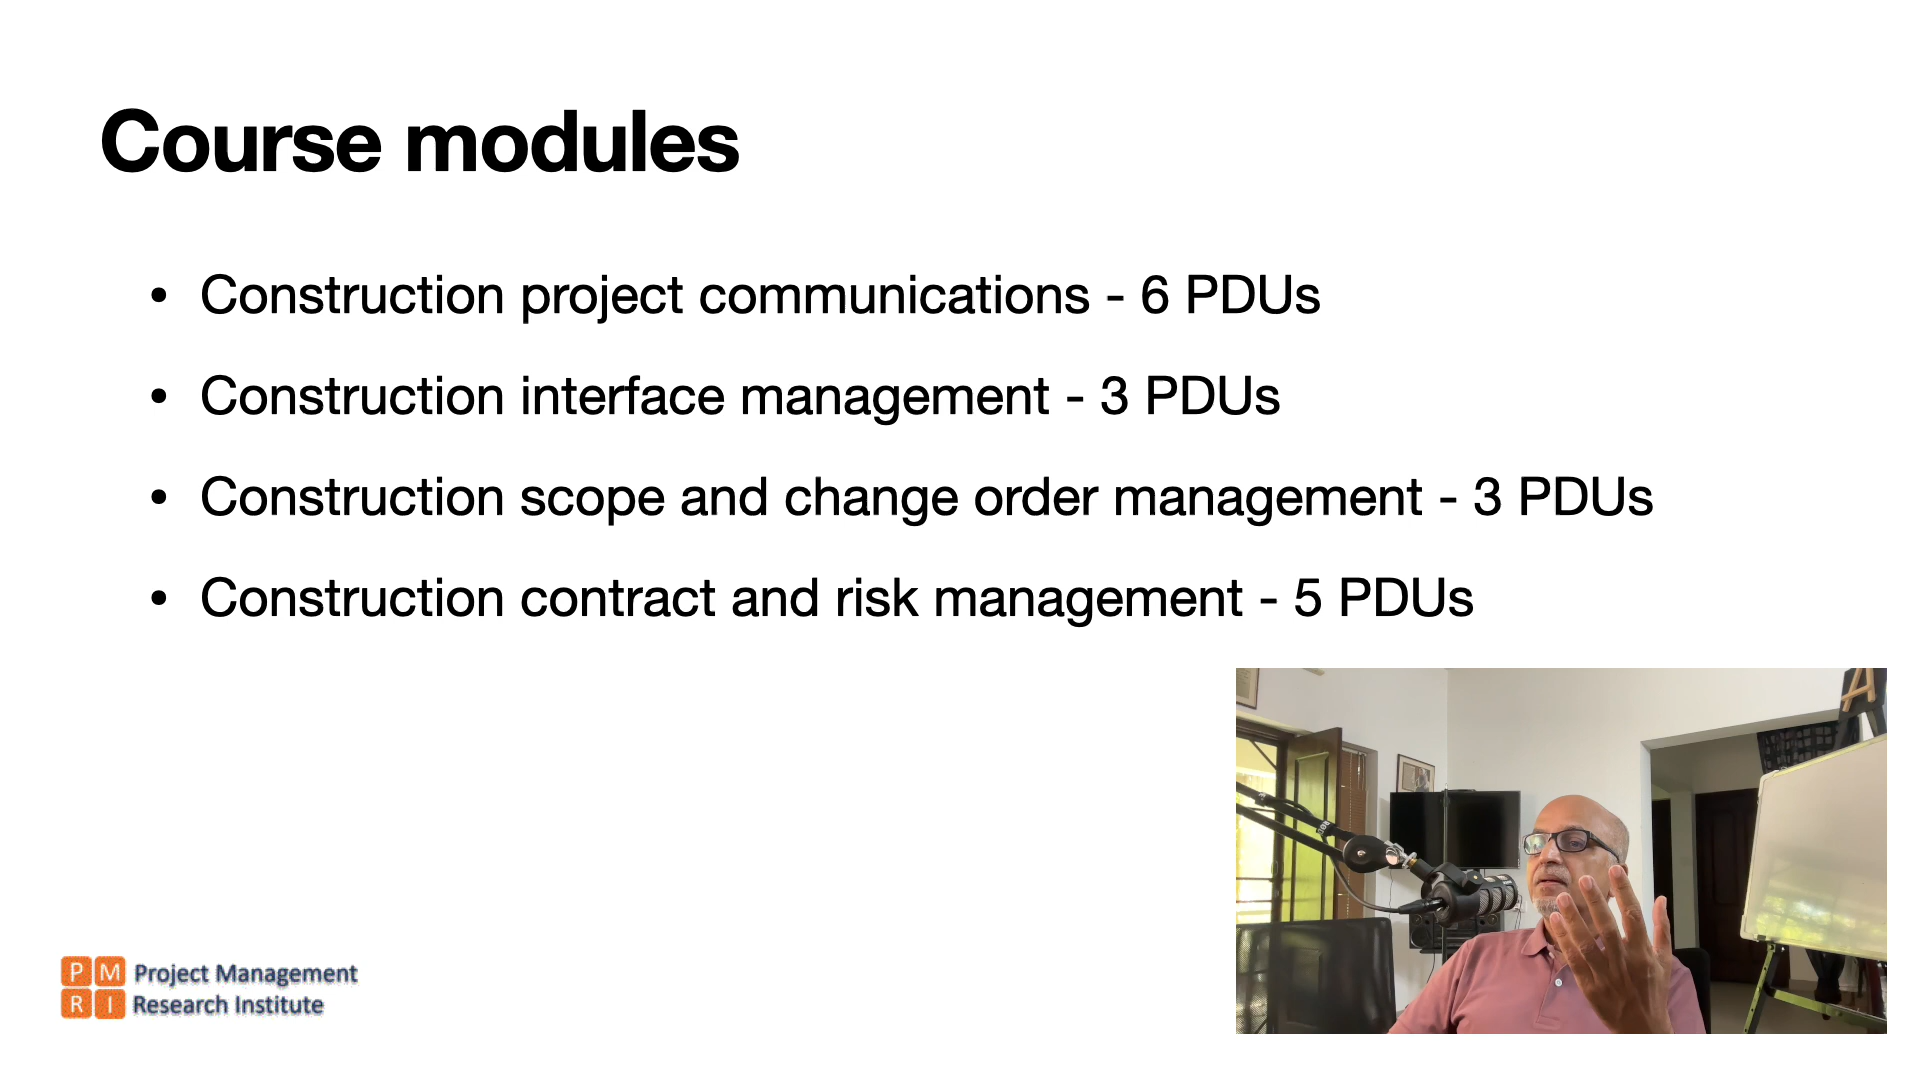 Course modules
• Construction project communications - 6 PDUs
• Construction interface management - 3 PDUs
• Construction scope and change order management - 3 PDUs
• Construction contract and risk management - 5 PDUs
P M Project Management
R I Research Institute